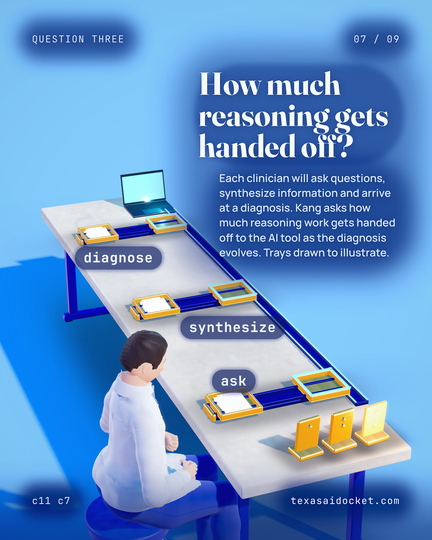 QUESTION THREE
07 / 09
How much
reasoning gets
handed off?
Each clinician will ask questions,
synthesize information and arrive
at a diagnosis. Kang asks how
much reasoning work gets handed
off to the AI tool as the diagnosis
evolves. Trays drawn to illustrate.
diagnose
synthesize
ask
c11 c7
texasaidocket.com